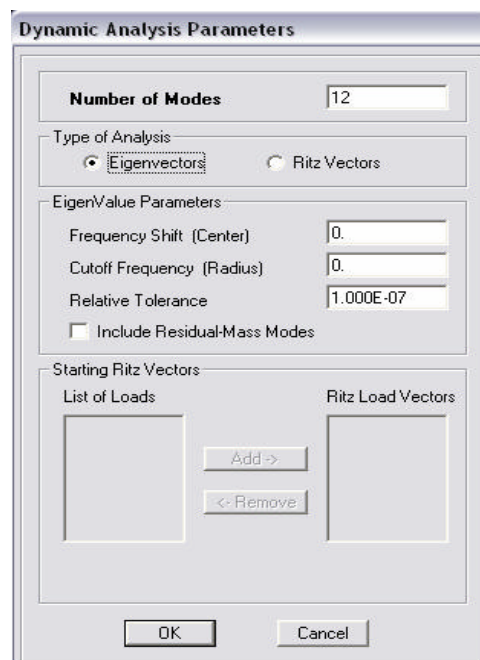 Dynamic Analysis Parameters
Number of Modes 12
Type of Analysis
Eigenvectors Ritz Vectors
EigenValue Parameters
Frequency Shift (Center) 0.
Cutoff Frequency (Radius) 0.
Relative Tolerance 1.000E-07
Include Residual-Mass Modes
Starting Ritz Vectors
List of Loads Ritz Load Vectors
Add ->
<- Remove
OK Cancel